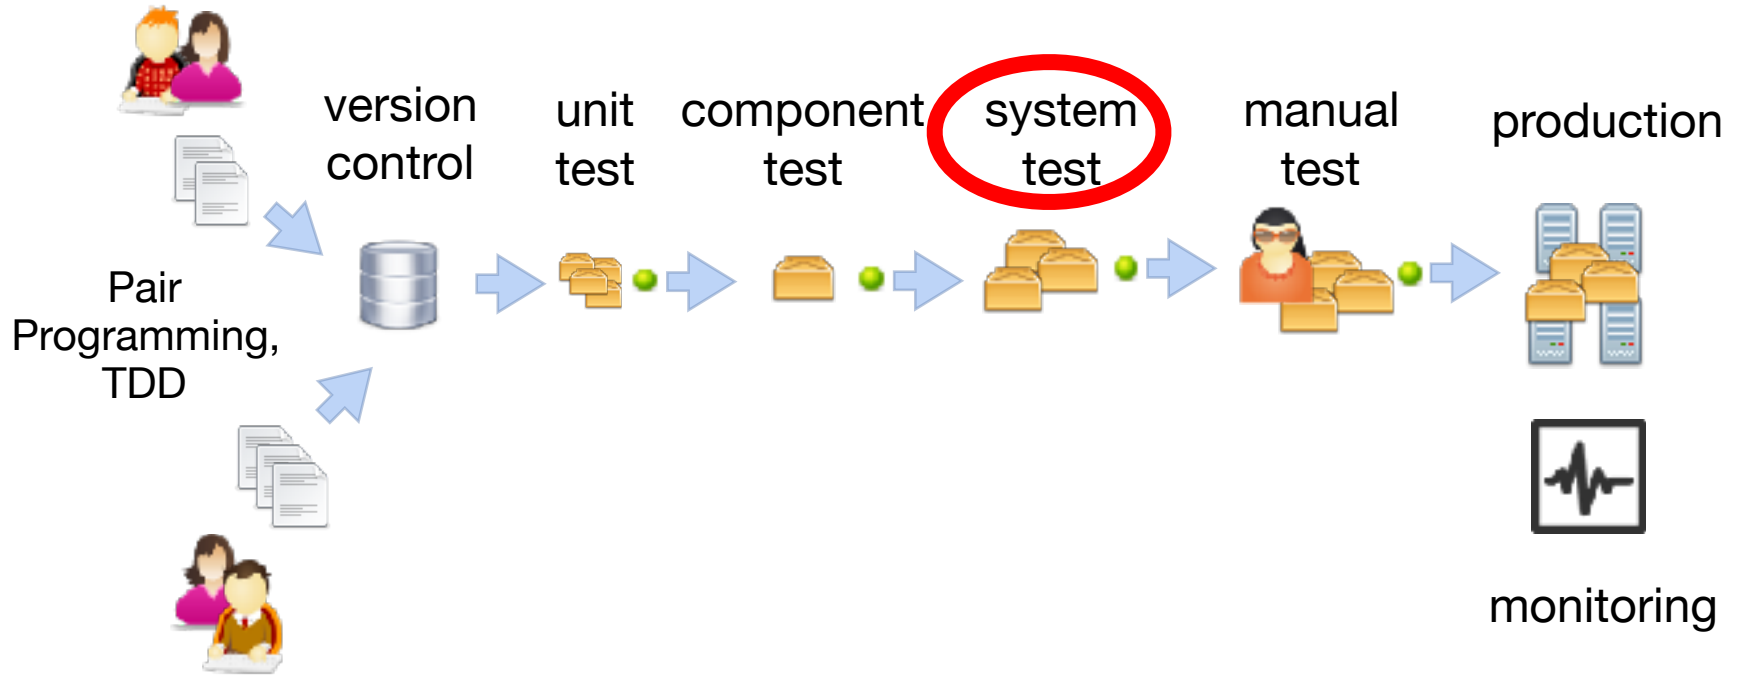 version
control
unit
test
component
test
system
test
manual
test
production
Pair
Programming,
TDD
monitoring